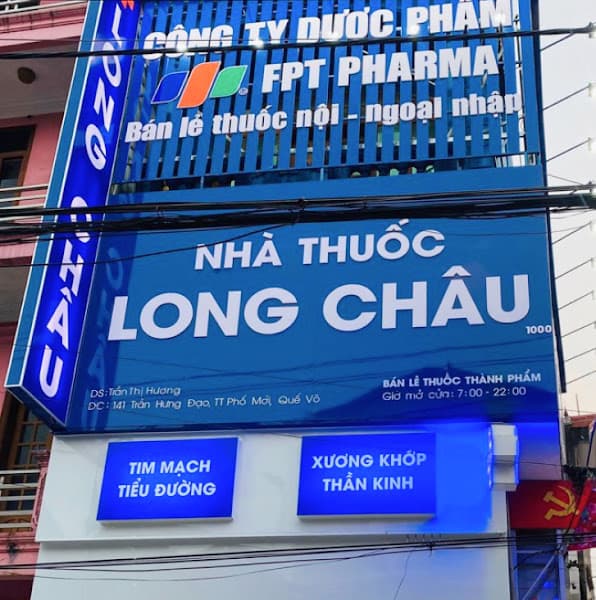 LONG CHÂU
CÔNG TY DƯỢC PHẨM
FPT PHARMA
Bán lẻ thuốc nội - ngoại nhập
NHÀ THUỐC
LONG CHÂU
1000
DS: Trần Thị Hương
ĐC: 141 Trần Hưng Đạo, TT Phố Mới, Quế Võ
BÁN LẺ THUỐC THÀNH PHẨM
Giờ mở cửa: 7:00 - 22:00
TIM MẠCH
TIỂU ĐƯỜNG
XƯƠNG KHỚP
THẦN KINH